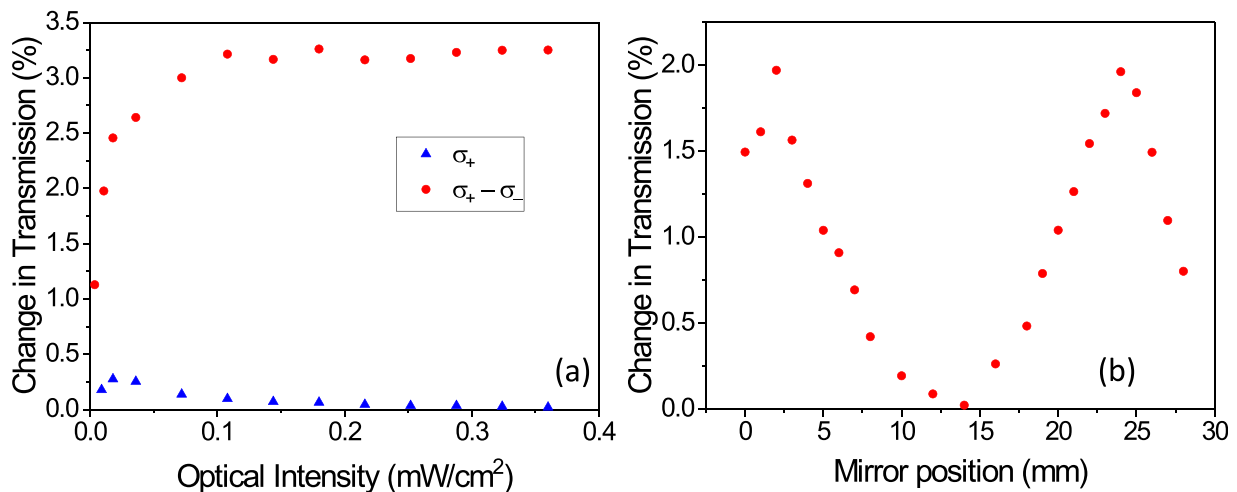 Change in Transmission (%)
3.5
3.0
2.5
2.0
1.5
1.0
0.5
0.0
σ₊
σ₊ − σ₋
(a)
0.0 0.1 0.2 0.3 0.4
Optical Intensity (mW/cm²)
Change in Transmission (%)
2.0
1.5
1.0
0.5
0.0
(b)
0 5 10 15 20 25 30
Mirror position (mm)